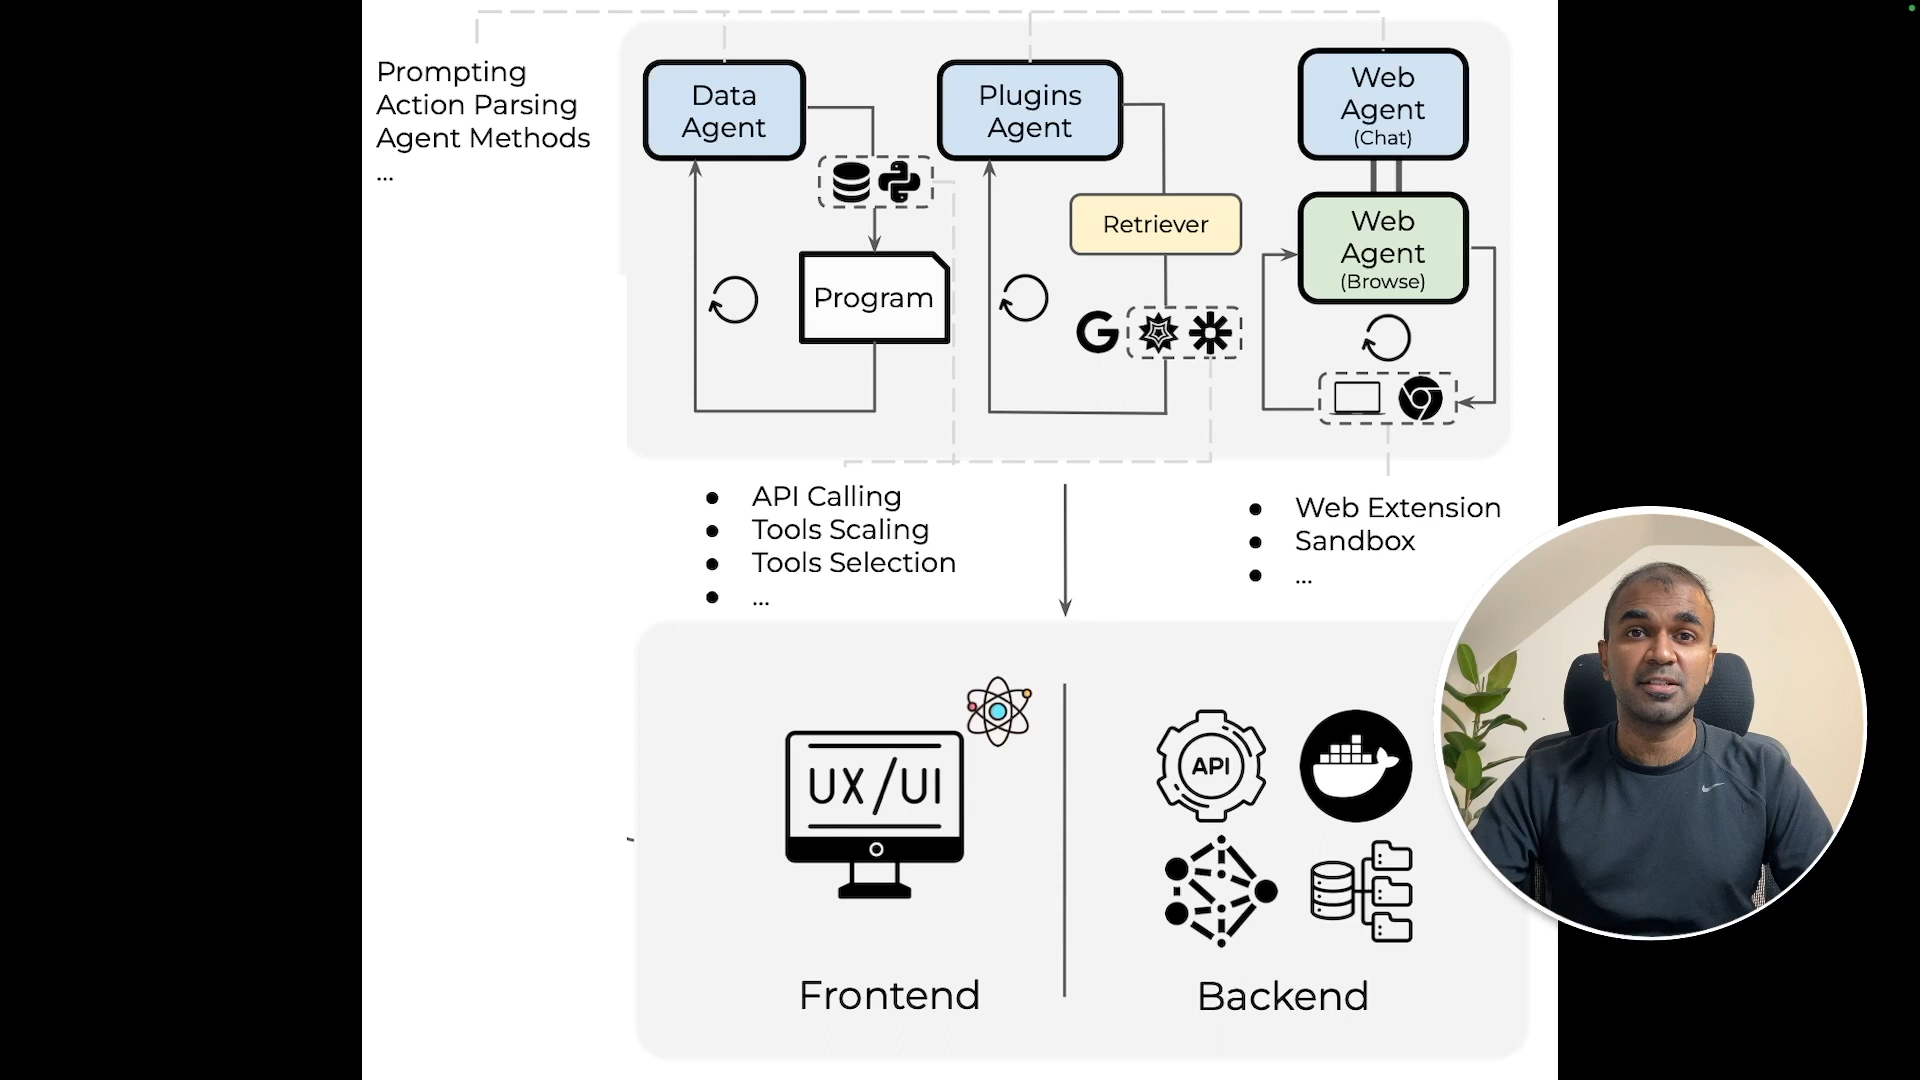 Prompting
Action Parsing
Agent Methods
...
Data
Agent
Plugins
Agent
Web
Agent
(Chat)
Retriever
Web
Agent
(Browse)
Program
API Calling
Tools Scaling
Tools Selection
...
Web Extension
Sandbox
...
UX/UI
API
Frontend
Backend